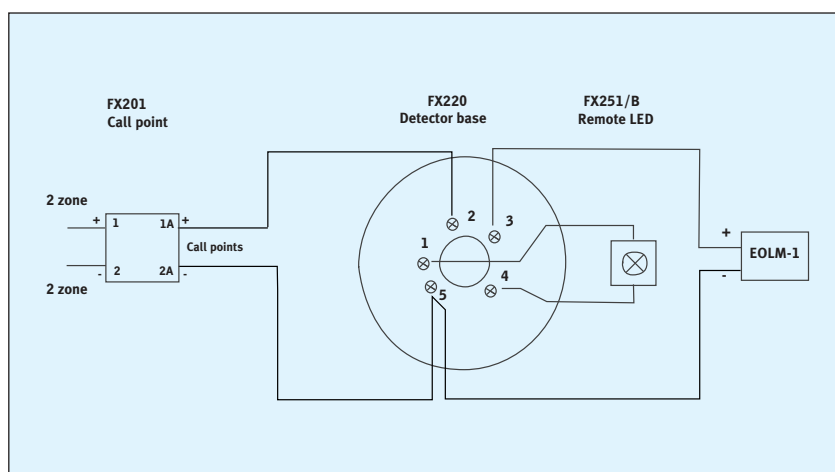 FX201
Call point
FX220
Detector base
FX251/B
Remote LED
2 zone
+ 1 1A +
Call points
- 2 2A -
2 zone
2
3
1
4
5
+
EOLM-1
-